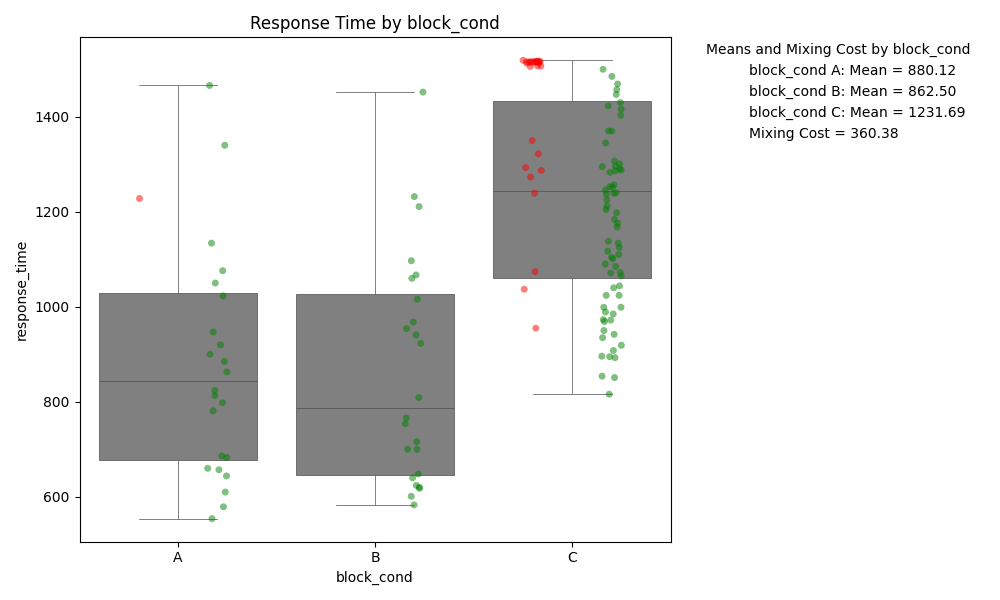 Response Time by block_cond
Means and Mixing Cost by block_cond
block_cond A: Mean = 880.12
block_cond B: Mean = 862.50
block_cond C: Mean = 1231.69
Mixing Cost = 360.38
response_time
1400
1200
1000
800
600
A
B
C
block_cond